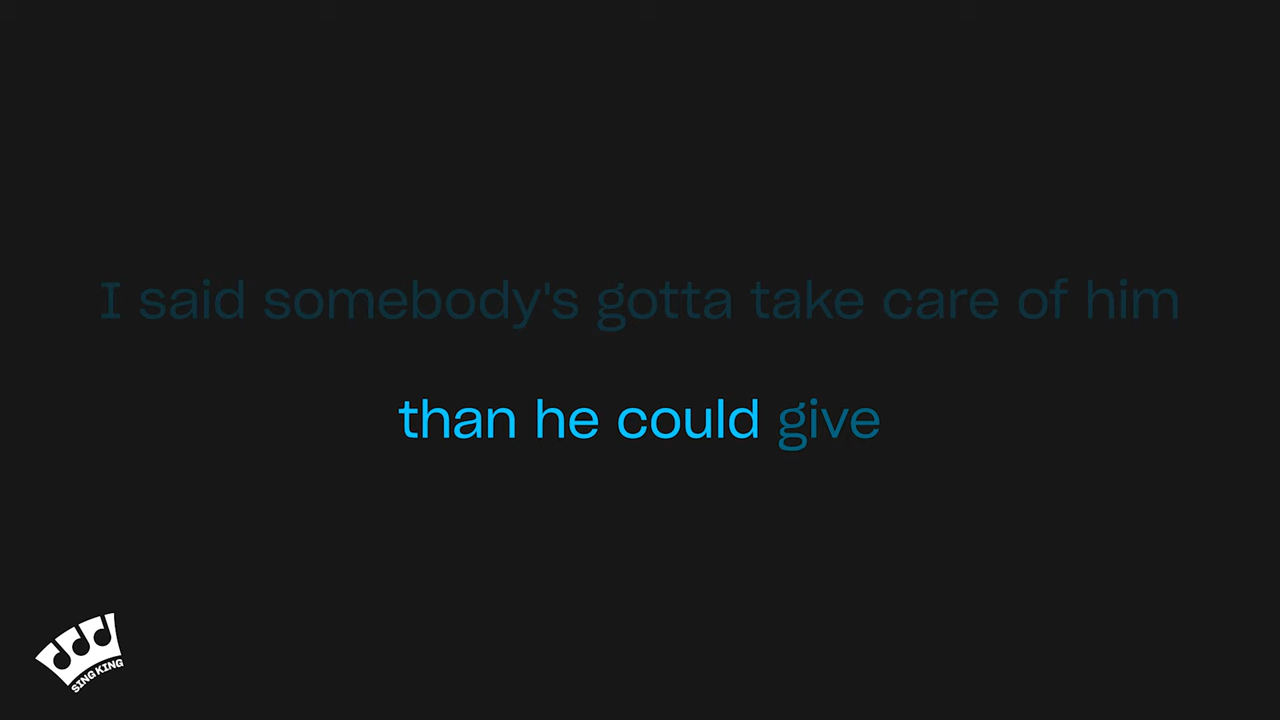 I said somebody's gotta take care of him
than he could give
SING KING